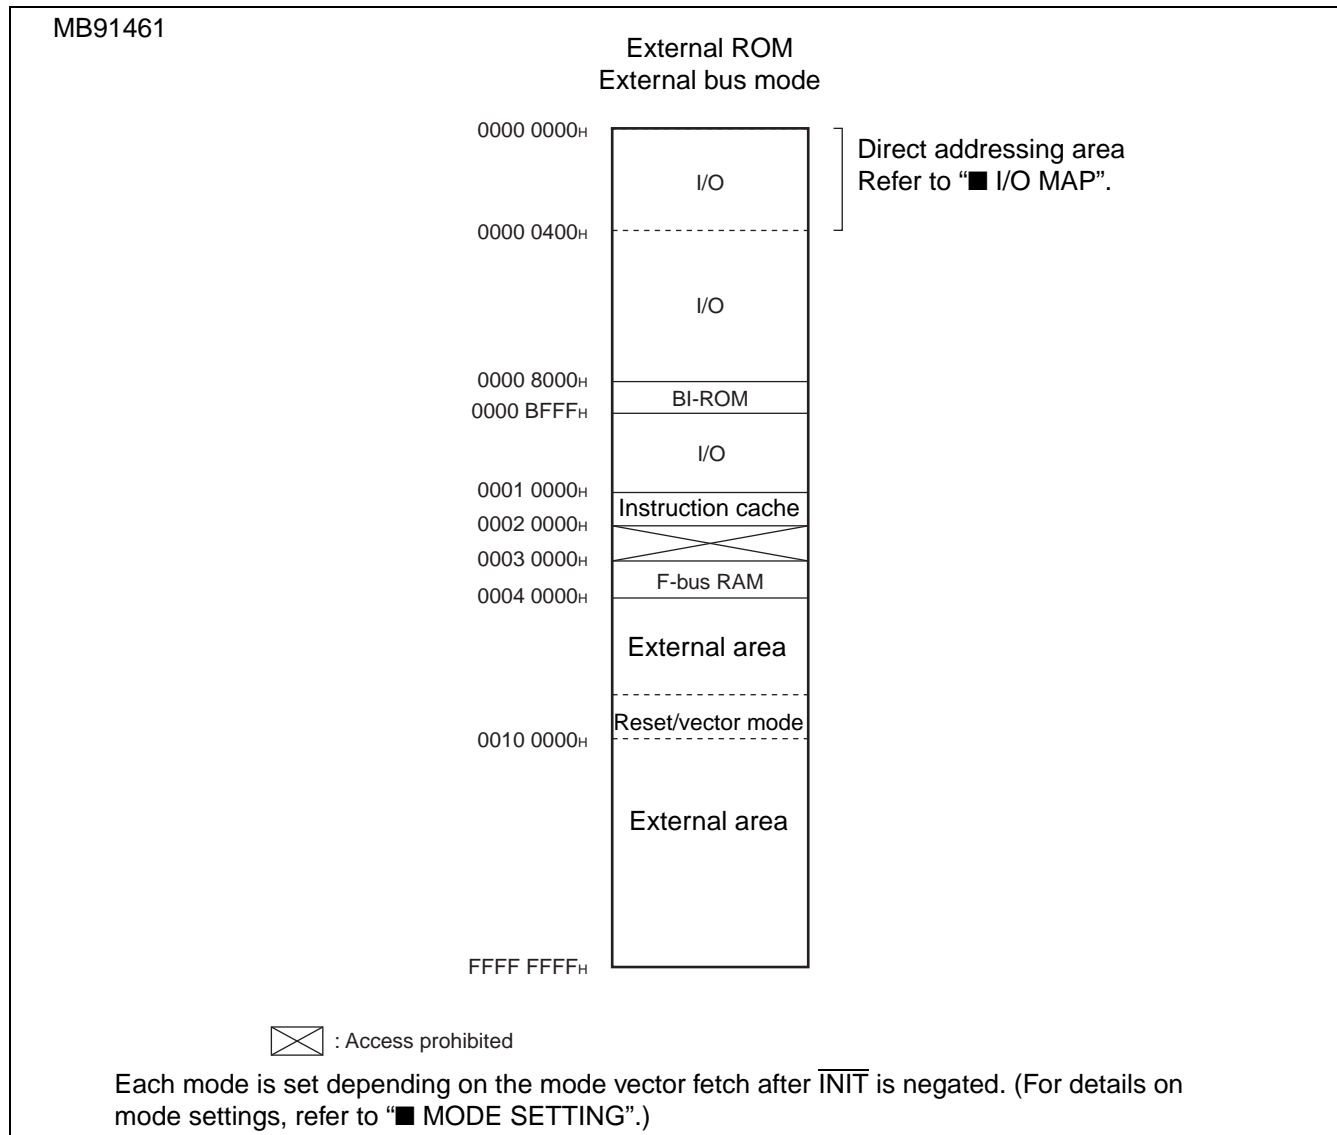 MB91461
External ROM
External bus mode
0000 0000H
I/O
Direct addressing area
Refer to “■ I/O MAP”.
0000 0400H
I/O
0000 8000H
BI-ROM
0000 BFFFH
I/O
0001 0000H
Instruction cache
0002 0000H
0003 0000H
F-bus RAM
0004 0000H
External area
Reset/vector mode
0010 0000H
External area
FFFF FFFFH
: Access prohibited
Each mode is set depending on the mode vector fetch after INIT is negated. (For details on
mode settings, refer to “■ MODE SETTING”.)